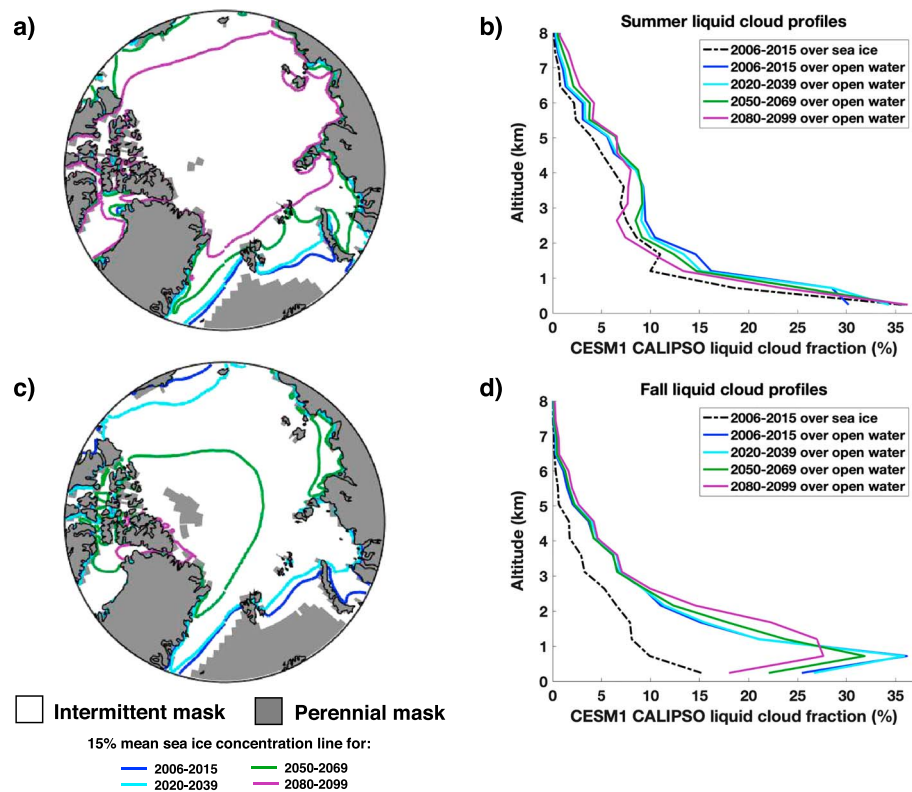 a)
b)
Summer liquid cloud profiles
8
7
6
5
4
3
2
1
0
Altitude (km)
2006-2015 over sea ice
2006-2015 over open water
2020-2039 over open water
2050-2069 over open water
2080-2099 over open water
0 5 10 15 20 25 30 35
CESM1 CALIPSO liquid cloud fraction (%)
c)
d)
Fall liquid cloud profiles
8
7
6
5
4
3
2
1
0
Altitude (km)
2006-2015 over sea ice
2006-2015 over open water
2020-2039 over open water
2050-2069 over open water
2080-2099 over open water
0 5 10 15 20 25 30 35
CESM1 CALIPSO liquid cloud fraction (%)
Intermittent mask Perennial mask
15% mean sea ice concentration line for:
2006-2015 2050-2069
2020-2039 2080-2099